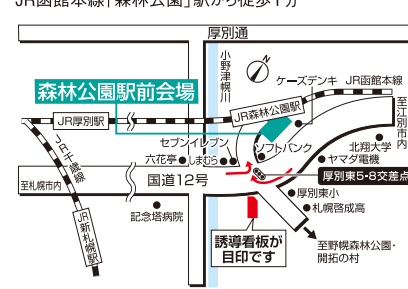 JR函館本線「森林公園」駅から徒歩1分
厚別通
小野津幌川
ケーズデンキ
JR函館本線
森林公園駅前会場
JR森林公園駅
至江別市内
JR厚別駅
JR千歳線
セブンイレブン
ソフトバンク
北翔大学
六花亭
しまむら
ヤマダ電機
至札幌市内
国道12号
厚別東5-8交差点
厚別東小
札幌啓成高
記念塔病院
JR新札幌駅
誘導看板が
目印です
至野幌森林公園・
開拓の村